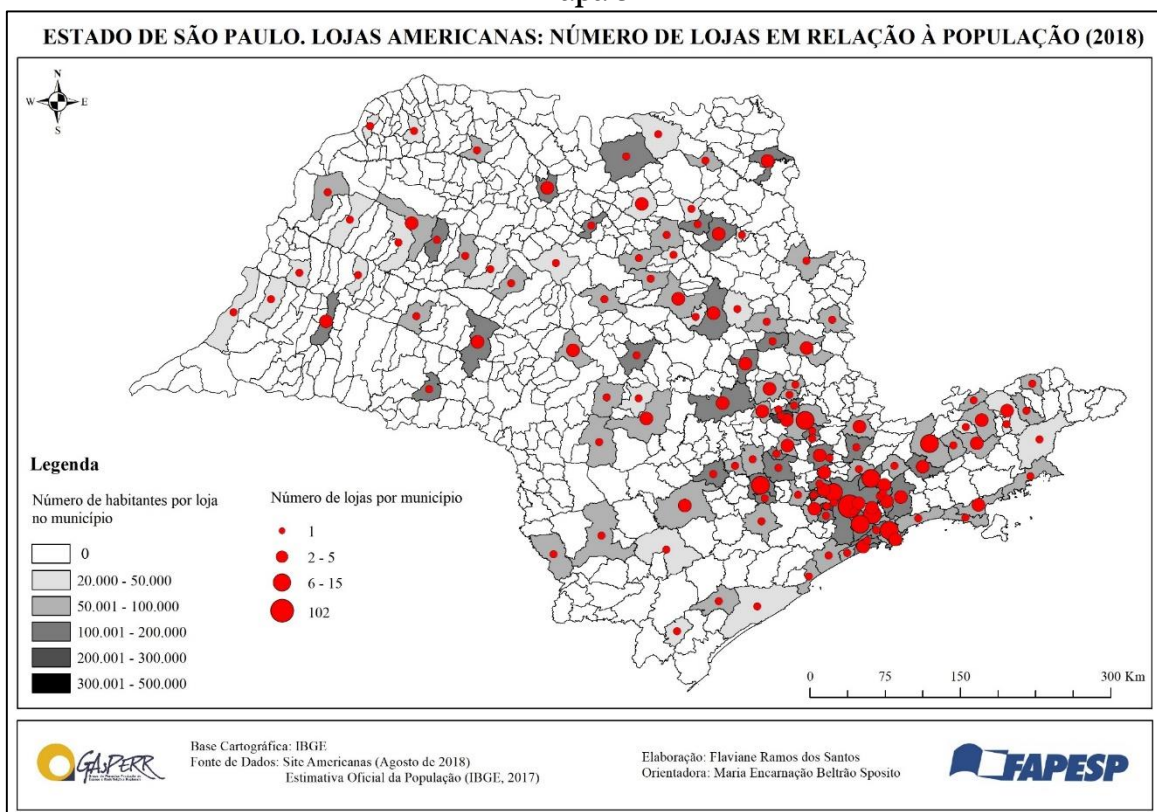 ESTADO DE SÃO PAULO. LOJAS AMERICANAS: NÚMERO DE LOJAS EM RELAÇÃO À POPULAÇÃO (2018)
N
W E
S
Legenda
Número de habitantes por loja
no município
0
20.000 - 50.000
50.001 - 100.000
100.001 - 200.000
200.001 - 300.000
300.001 - 500.000
Número de lojas por município
1
2 - 5
6 - 15
102
0 75 150 300 Km
GASPERR
Base Cartográfica: IBGE
Fonte de Dados: Site Americanas (Agosto de 2018)
Estimativa Oficial da População (IBGE, 2017)
Elaboração: Flaviane Ramos dos Santos
Orientadora: Maria Encarnação Beltrão Sposito
FAPESP